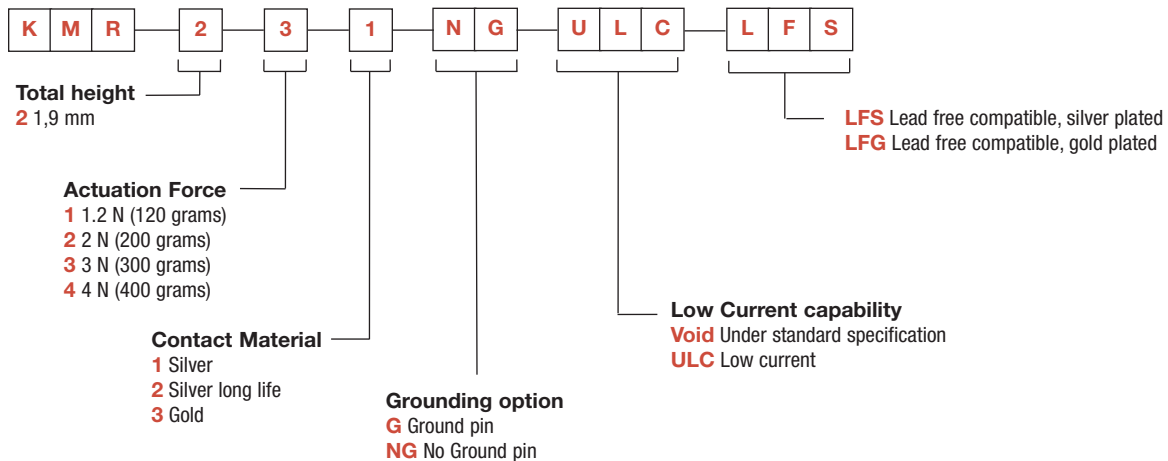 K M R 2 3 1 N G U L C L F S
Total height
2 1,9 mm
LFS Lead free compatible, silver plated
LFG Lead free compatible, gold plated
Actuation Force
1 1.2 N (120 grams)
2 2 N (200 grams)
3 3 N (300 grams)
4 4 N (400 grams)
Low Current capability
Void Under standard specification
ULC Low current
Contact Material
1 Silver
2 Silver long life
3 Gold
Grounding option
G Ground pin
NG No Ground pin